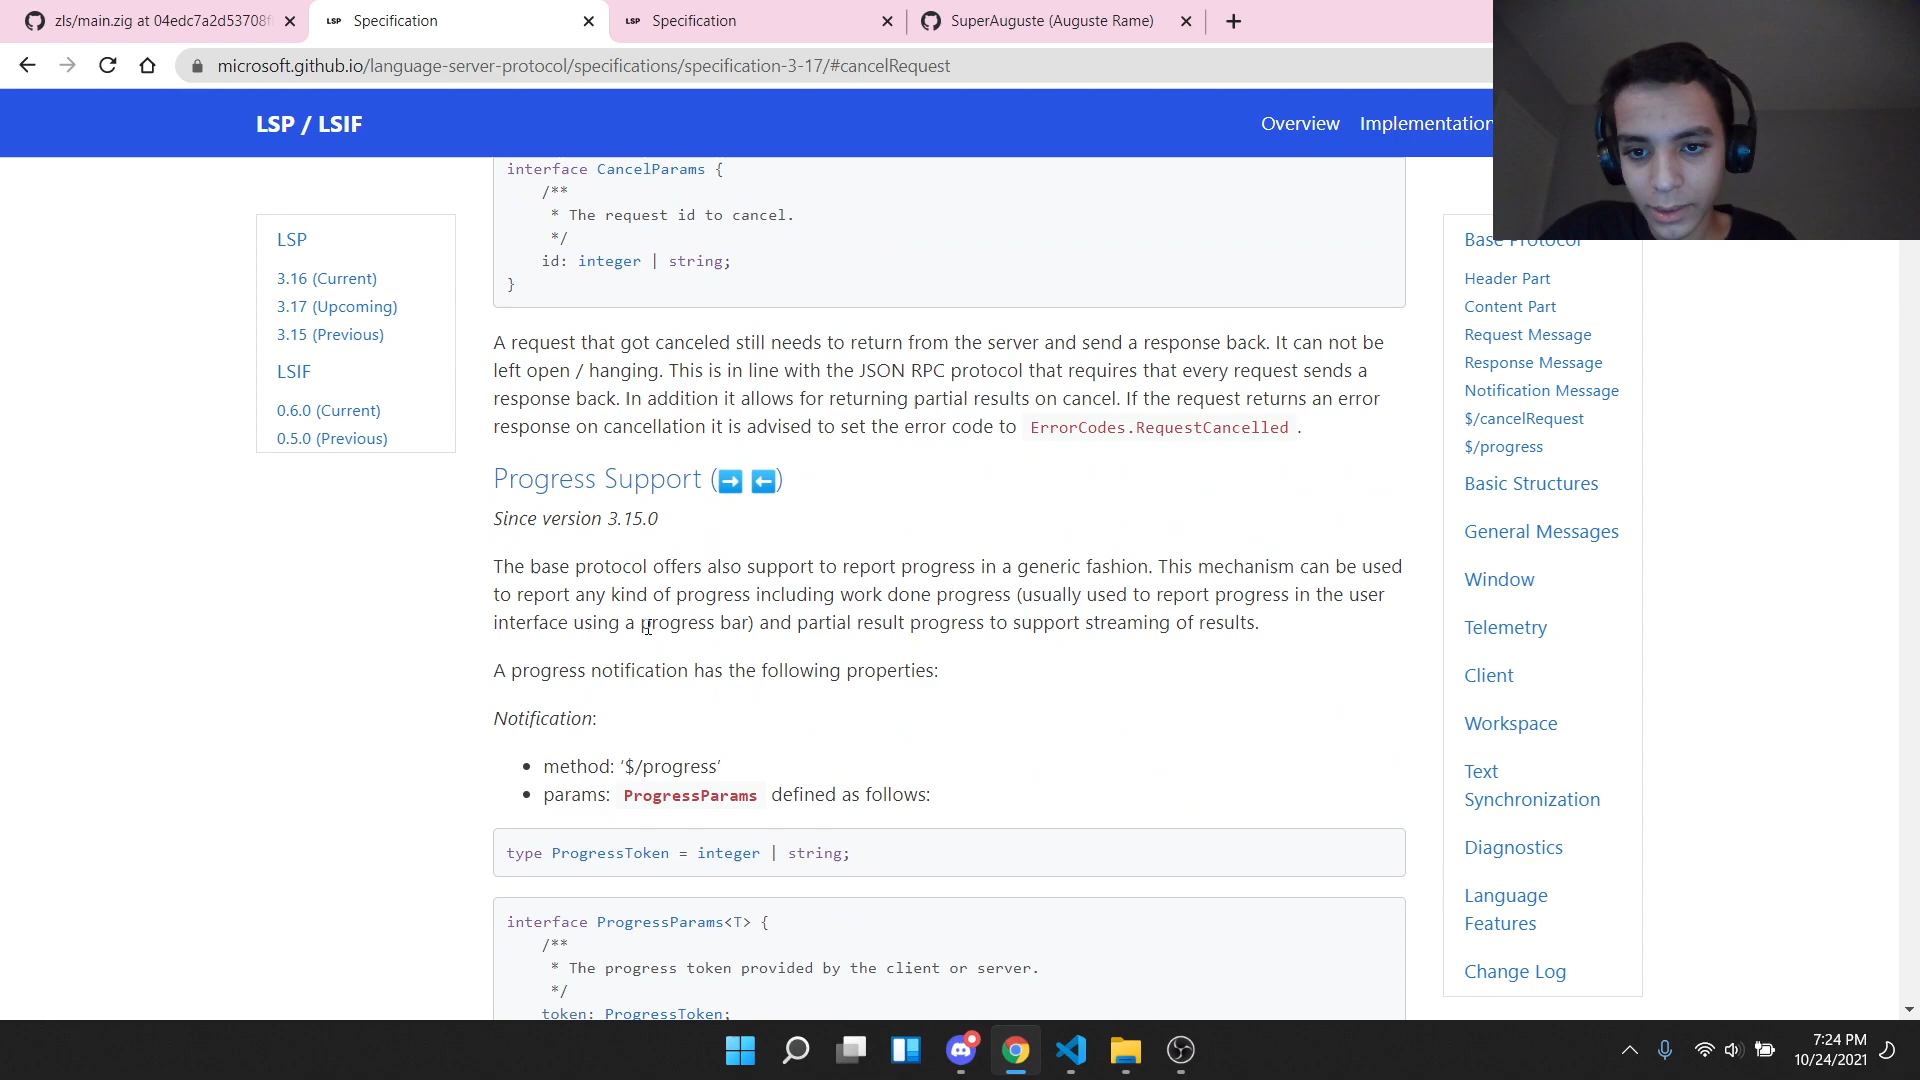 zls/main.zig at 04edc7a2d53708f
LSP Specification
LSP Specification
SuperAuguste (Auguste Rame)
microsoft.github.io/language-server-protocol/specifications/specification-3-17/#cancelRequest
LSP / LSIF
Overview
Implementation
LSP
3.16 (Current)
3.17 (Upcoming)
3.15 (Previous)
LSIF
0.6.0 (Current)
0.5.0 (Previous)
interface CancelParams {
/**
* The request id to cancel.
*/
id: integer | string;
}
A request that got canceled still needs to return from the server and send a response back. It can not be
left open / hanging. This is in line with the JSON RPC protocol that requires that every request sends a
response back. In addition it allows for returning partial results on cancel. If the request returns an error
response on cancellation it is advised to set the error code to ErrorCodes.RequestCancelled .
Progress Support (➡️ ⬅️)
Since version 3.15.0
The base protocol offers also support to report progress in a generic fashion. This mechanism can be used
to report any kind of progress including work done progress (usually used to report progress in the user
interface using a progress bar) and partial result progress to support streaming of results.
A progress notification has the following properties:
Notification:
• method: ‘$/progress’
• params: ProgressParams defined as follows:
type ProgressToken = integer | string;
interface ProgressParams<T> {
/**
* The progress token provided by the client or server.
*/
token: ProgressToken;
Base Protocol
Header Part
Content Part
Request Message
Response Message
Notification Message
$/cancelRequest
$/progress
Basic Structures
General Messages
Window
Telemetry
Client
Workspace
Text
Synchronization
Diagnostics
Language
Features
Change Log
7:24 PM
10/24/2021